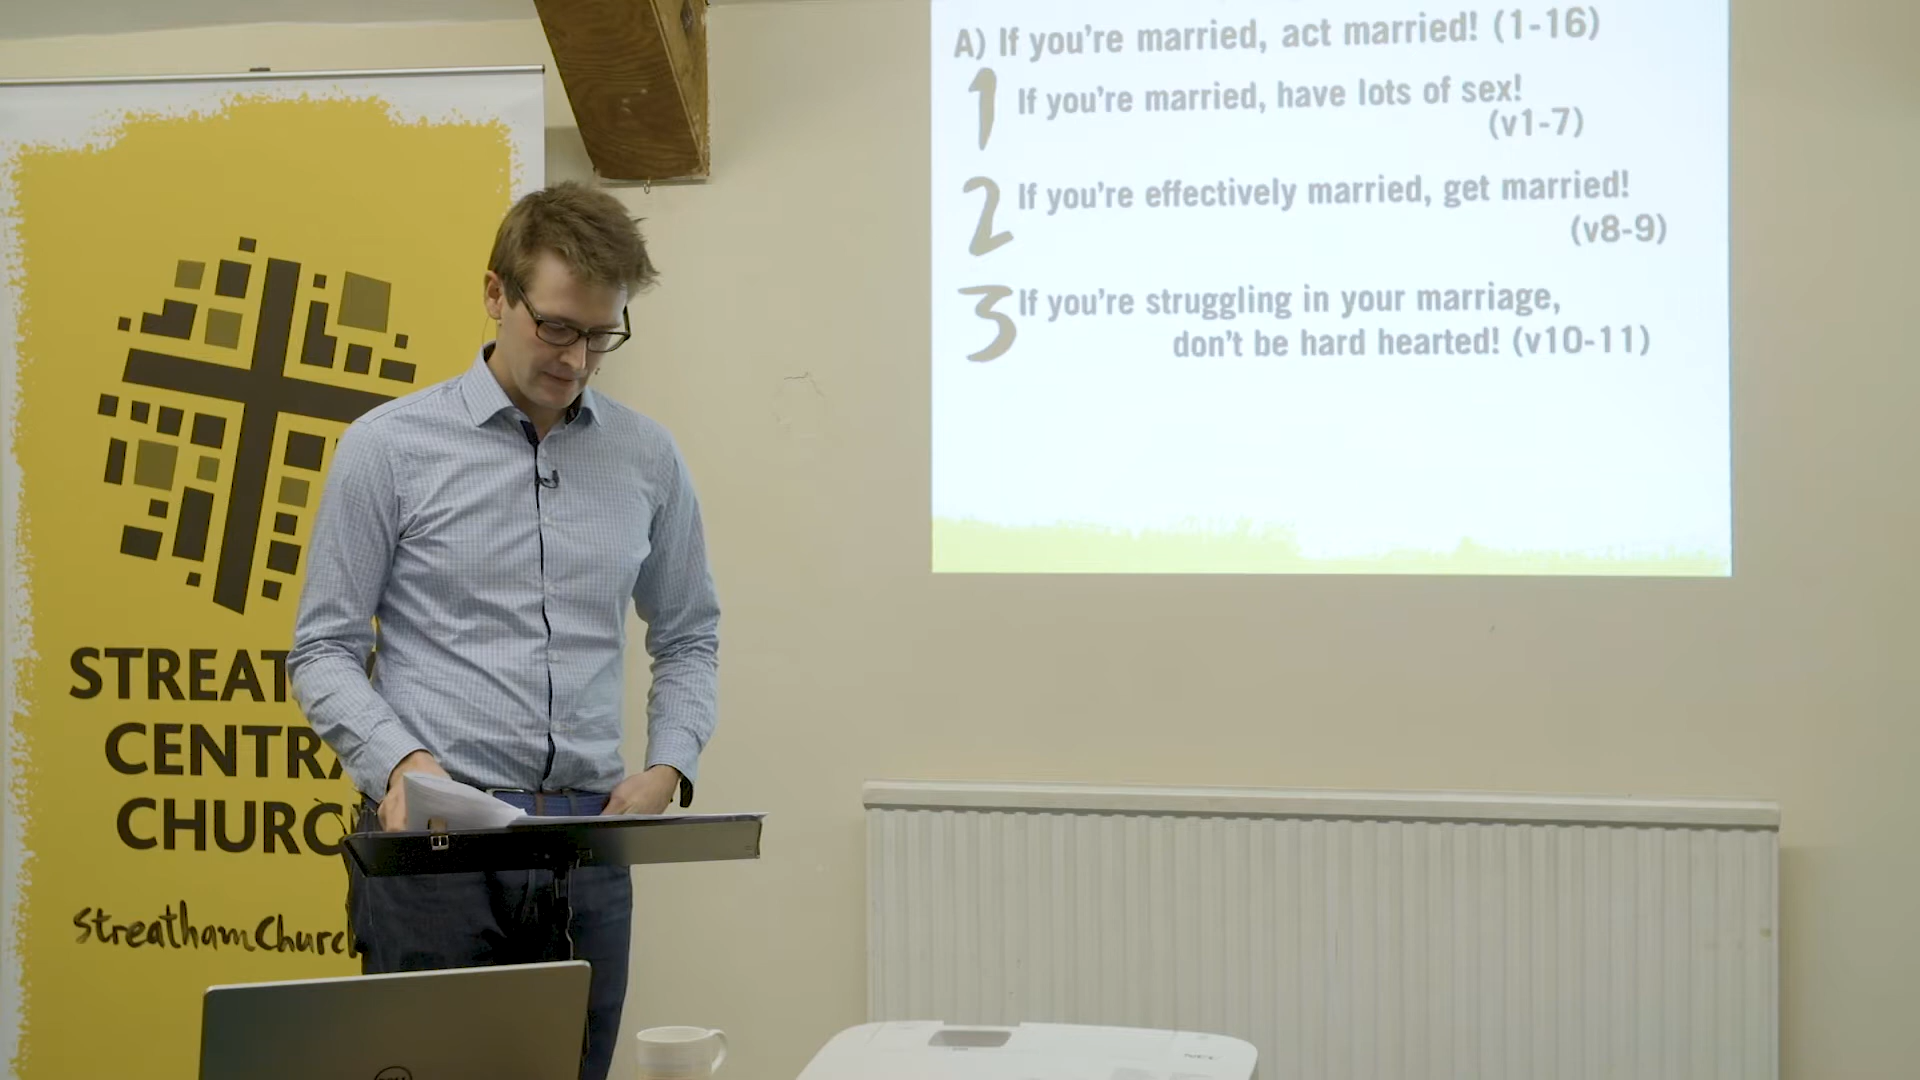 A) If you're married, act married! (1-16)
1 If you're married, have lots of sex!
(v1-7)
2 If you're effectively married, get married!
(v8-9)
3 If you're struggling in your marriage,
don't be hard hearted! (v10-11)
STREAT
CENTRA
CHURC
StreathamChurch
DELL
NEC